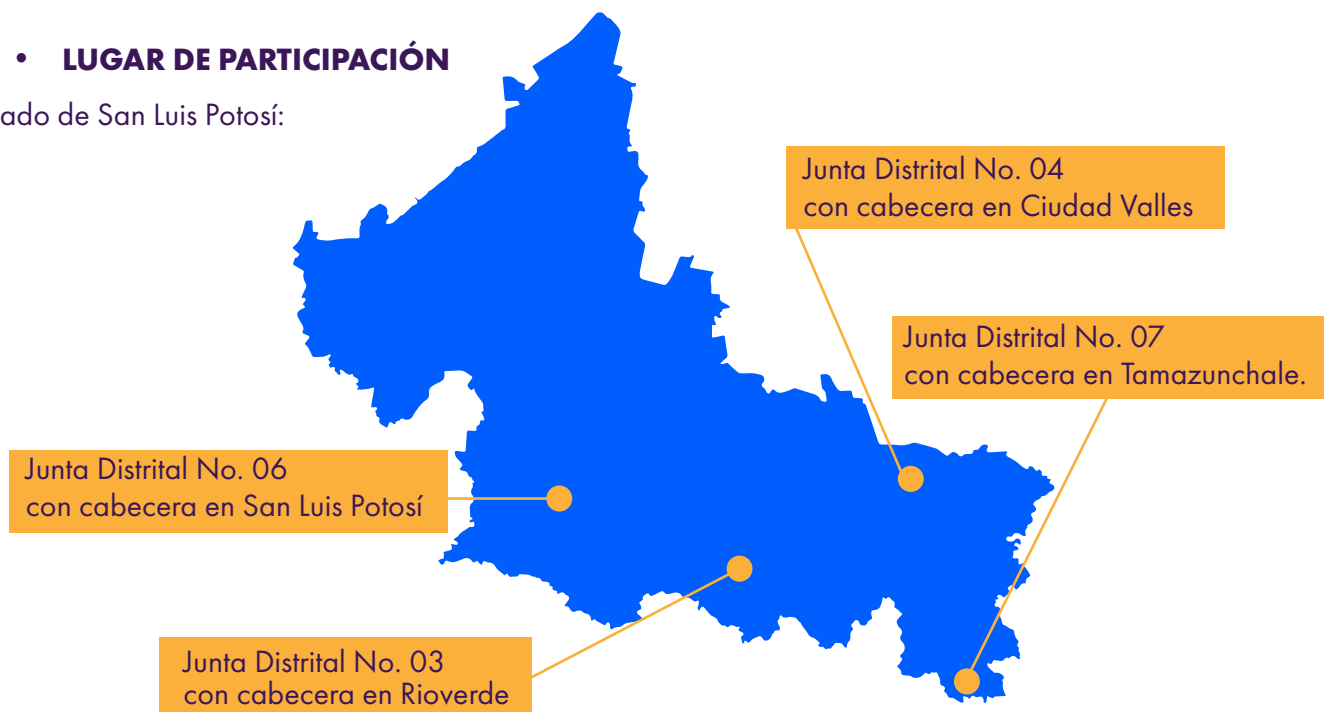 • LUGAR DE PARTICIPACIÓN
ado de San Luis Potosí:
Junta Distrital No. 04
con cabecera en Ciudad Valles
Junta Distrital No. 07
con cabecera en Tamazunchale.
Junta Distrital No. 06
con cabecera en San Luis Potosí
Junta Distrital No. 03
con cabecera en Rioverde